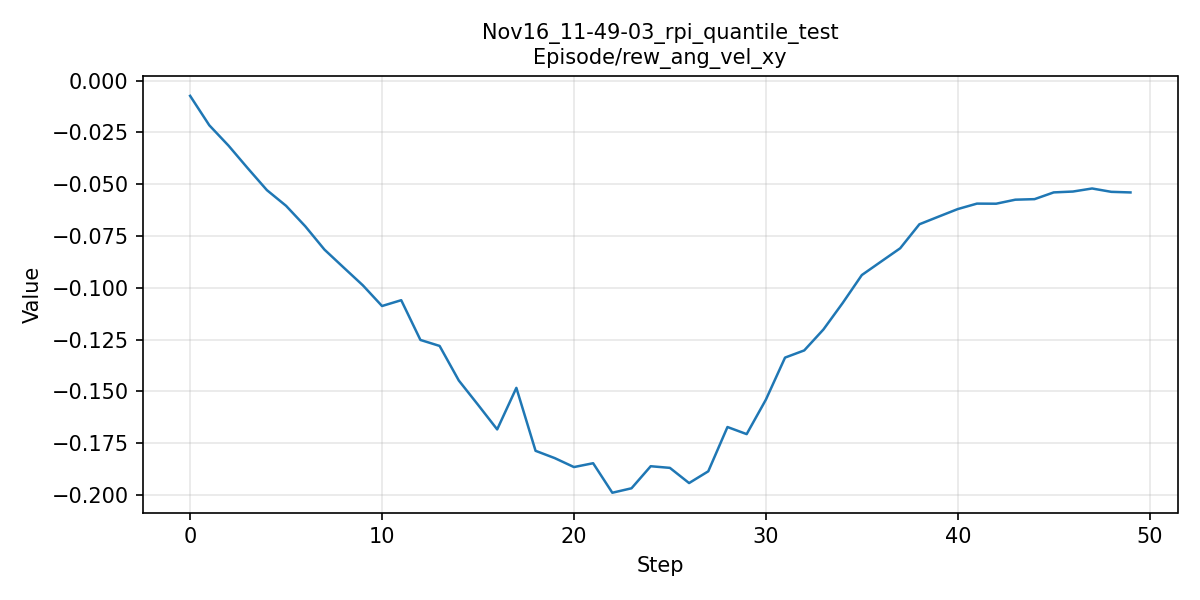 Nov16_11-49-03_rpi_quantile_test
Episode/rew_ang_vel_xy
0.000
−0.025
−0.050
−0.075
−0.100
−0.125
−0.150
−0.175
−0.200
Value
0 10 20 30 40 50
Step